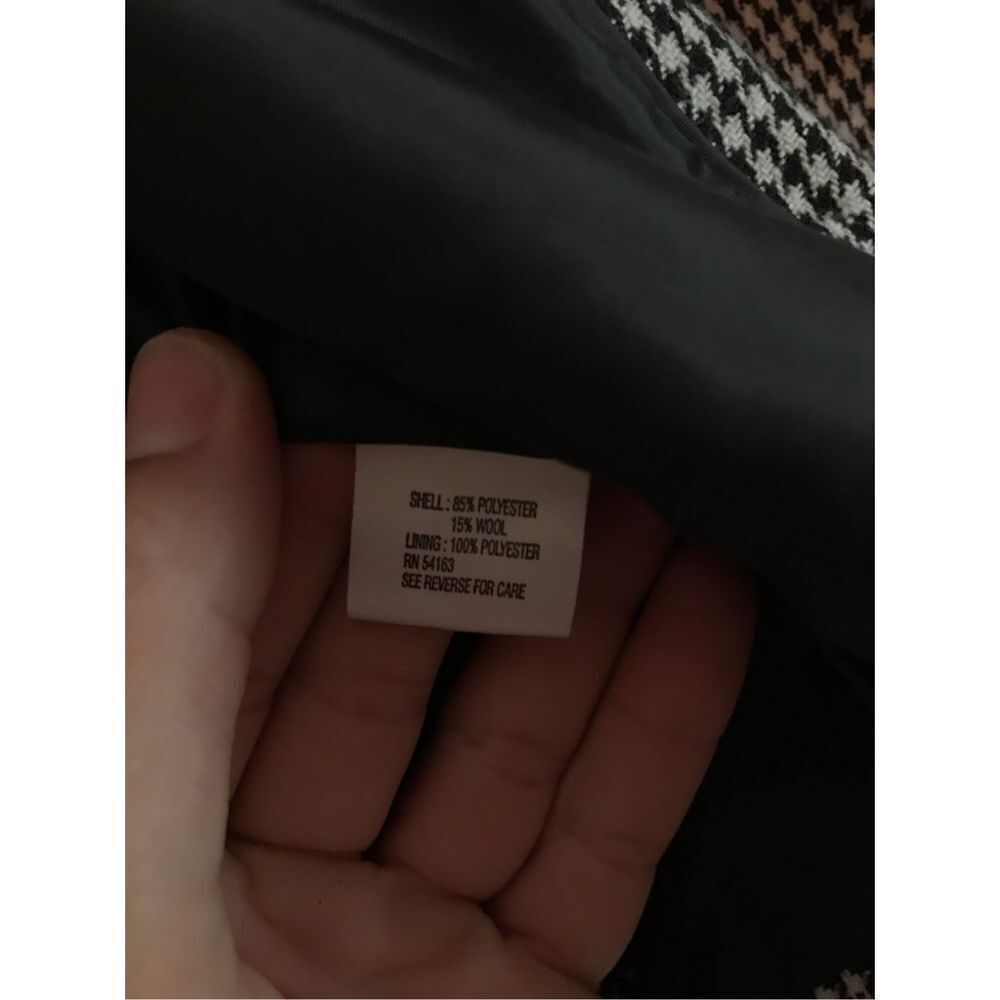 SHELL : 85% POLYESTER
15% WOOL
LINING : 100% POLYESTER
RN 54163
SEE REVERSE FOR CARE